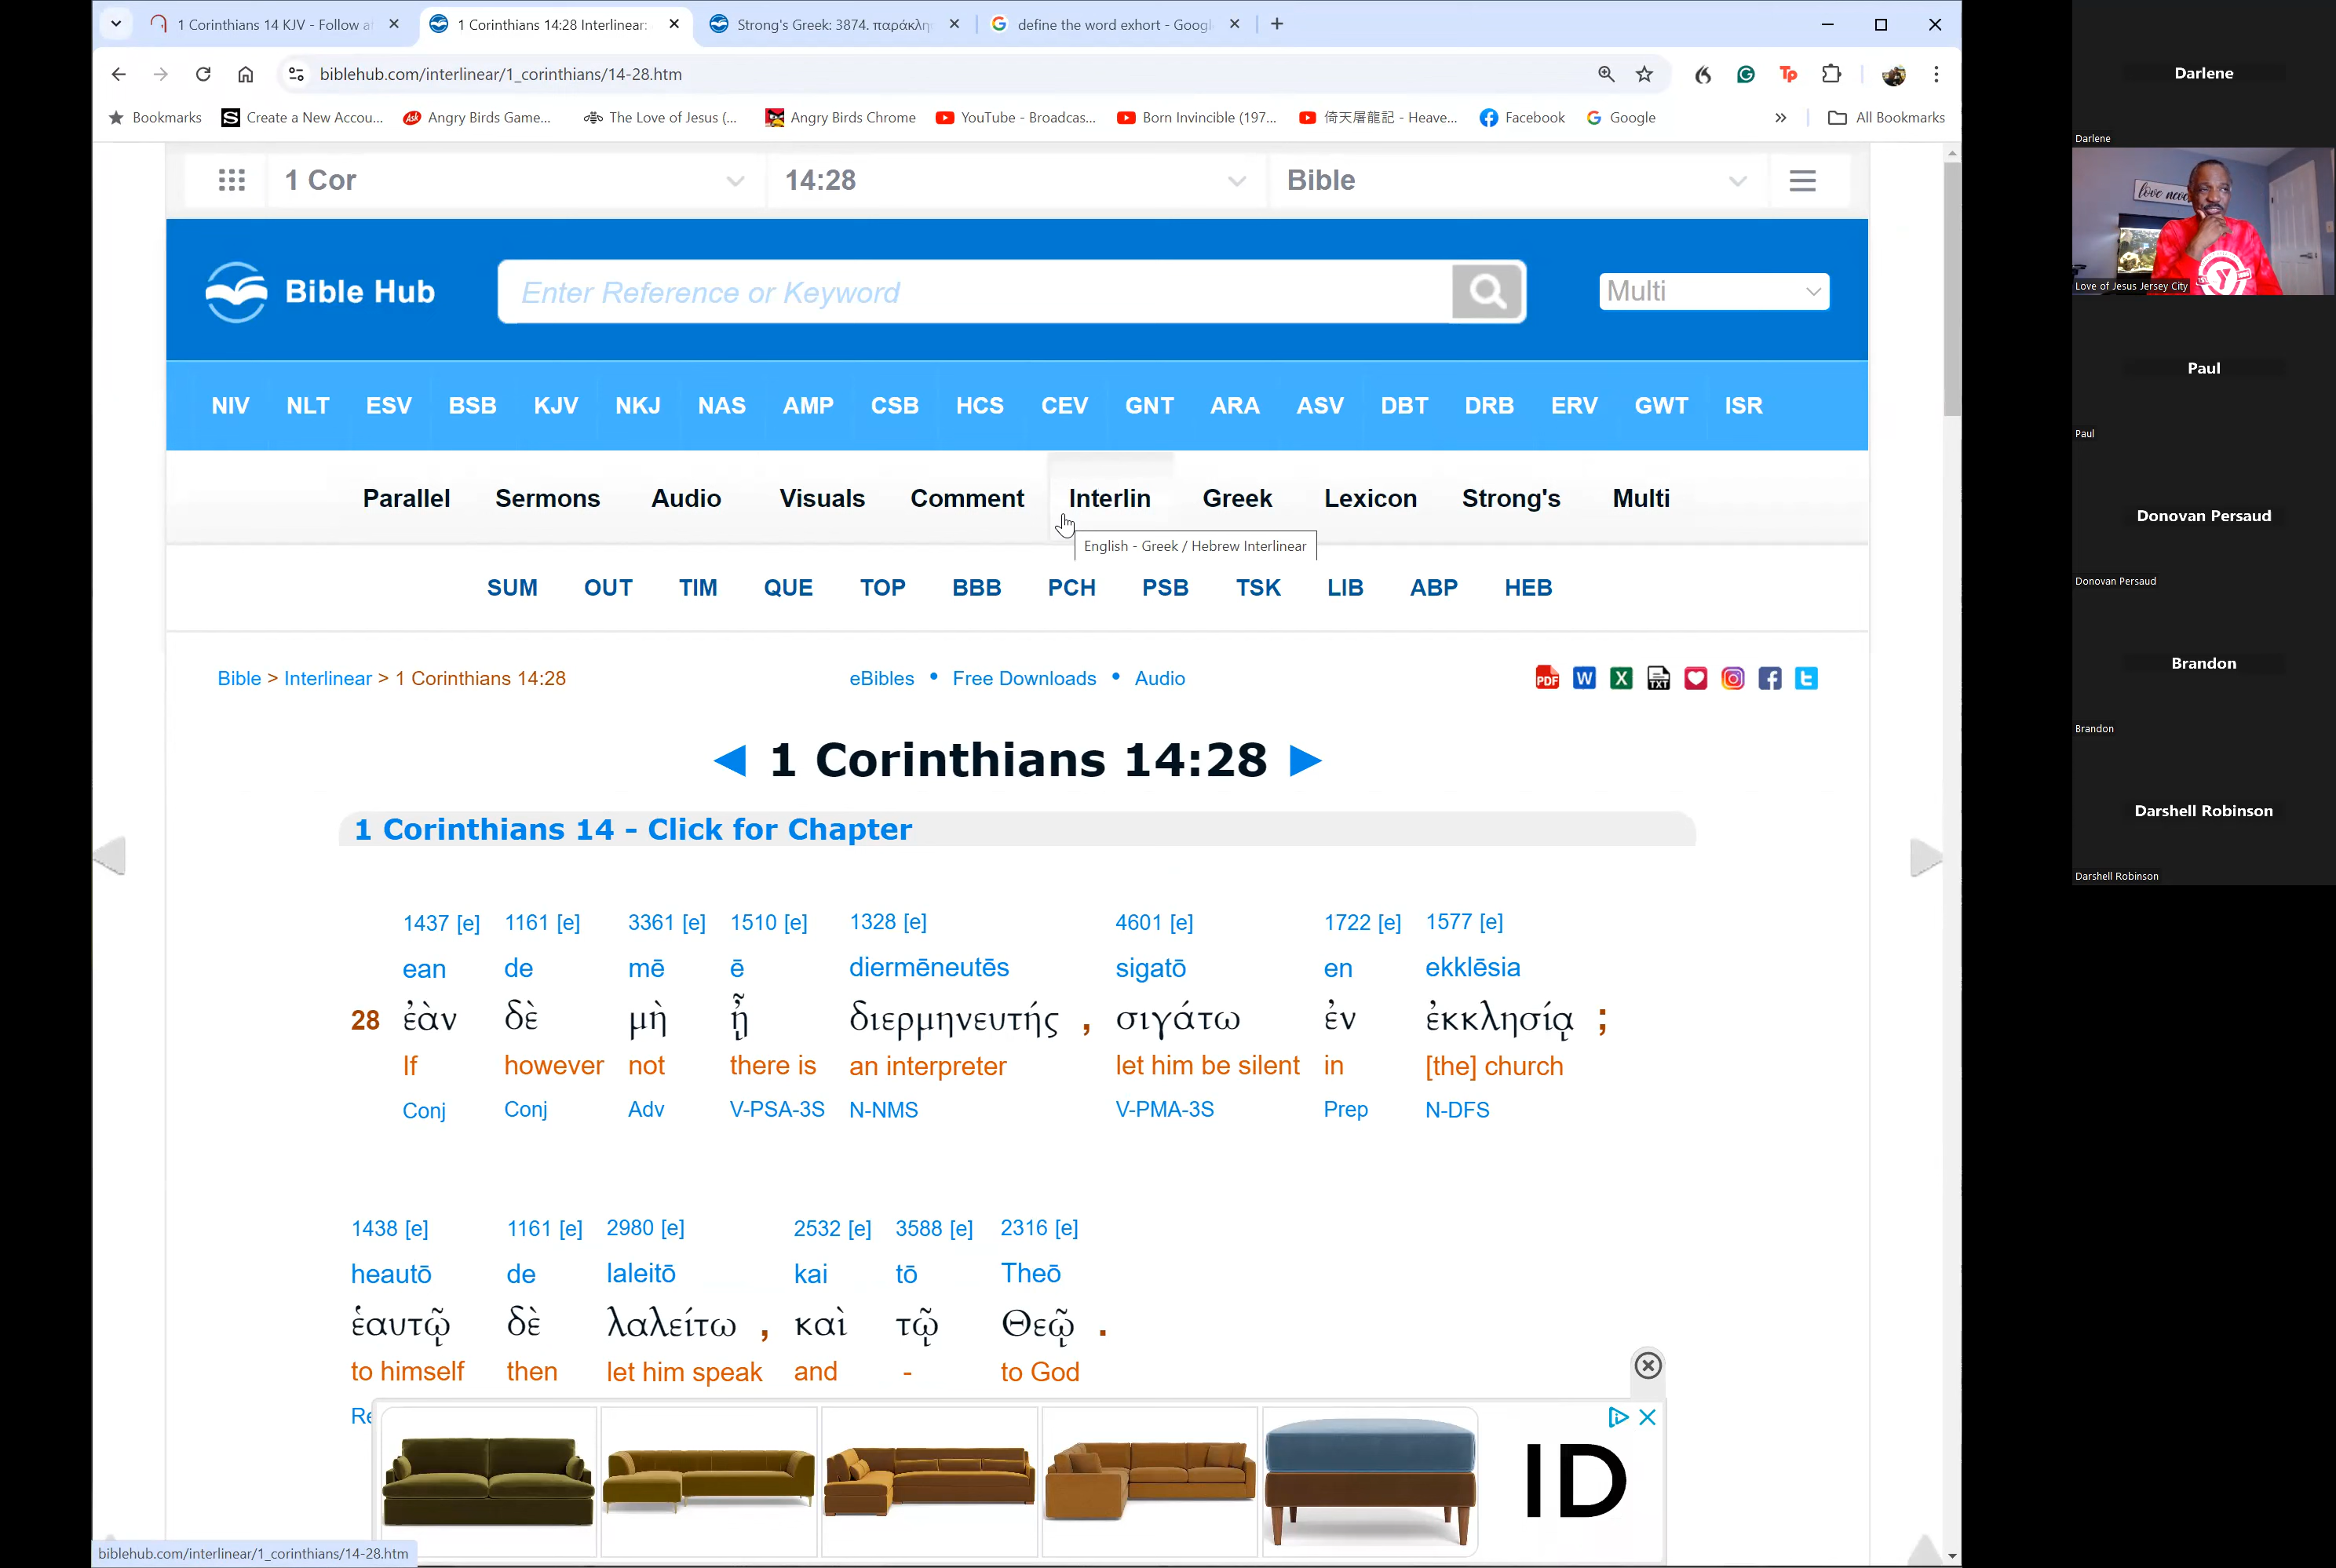 1 Corinthians 14 KJV - Follow a
1 Corinthians 14:28 Interlinear:
Strong's Greek: 3874. παράκλη
define the word exhort - Goog
biblehub.com/interlinear/1_corinthians/14-28.htm
Bookmarks
Create a New Accou...
Angry Birds Game...
The Love of Jesus (...
Angry Birds Chrome
YouTube - Broadcas...
Born Invincible (197...
倚天屠龍記 - Heave...
Facebook
Google
» All Bookmarks
1 Cor 14:28 Bible
Bible Hub Enter Reference or Keyword Multi
NIV NLT ESV BSB KJV NKJ NAS AMP CSB HCS CEV GNT ARA ASV DBT DRB ERV GWT ISR
Parallel Sermons Audio Visuals Comment Interlin Greek Lexicon Strong's Multi
English - Greek / Hebrew Interlinear
SUM OUT TIM QUE TOP BBB PCH PSB TSK LIB ABP HEB
Bible > Interlinear > 1 Corinthians 14:28
eBibles • Free Downloads • Audio
PDF W X TXT
◄ 1 Corinthians 14:28 ►
1 Corinthians 14 - Click for Chapter
1437 [e] 1161 [e] 3361 [e] 1510 [e] 1328 [e] 4601 [e] 1722 [e] 1577 [e]
ean de mē ē diermēneutēs sigatō en ekklēsia
28 ἐὰν δὲ μὴ ᾖ διερμηνευτής , σιγάτω ἐν ἐκκλησίᾳ ;
If however not there is an interpreter let him be silent in [the] church
Conj Conj Adv V-PSA-3S N-NMS V-PMA-3S Prep N-DFS
1438 [e] 1161 [e] 2980 [e] 2532 [e] 3588 [e] 2316 [e]
heautō de laleitō kai tō Theō
ἑαυτῷ δὲ λαλείτω , καὶ τῷ Θεῷ .
to himself then let him speak and - to God
ID
biblehub.com/interlinear/1_corinthians/14-28.htm
Darlene
Darlene
love
Love of Jesus Jersey City
Paul
Paul
Donovan Persaud
Donovan Persaud
Brandon
Brandon
Darshell Robinson
Darshell Robinson